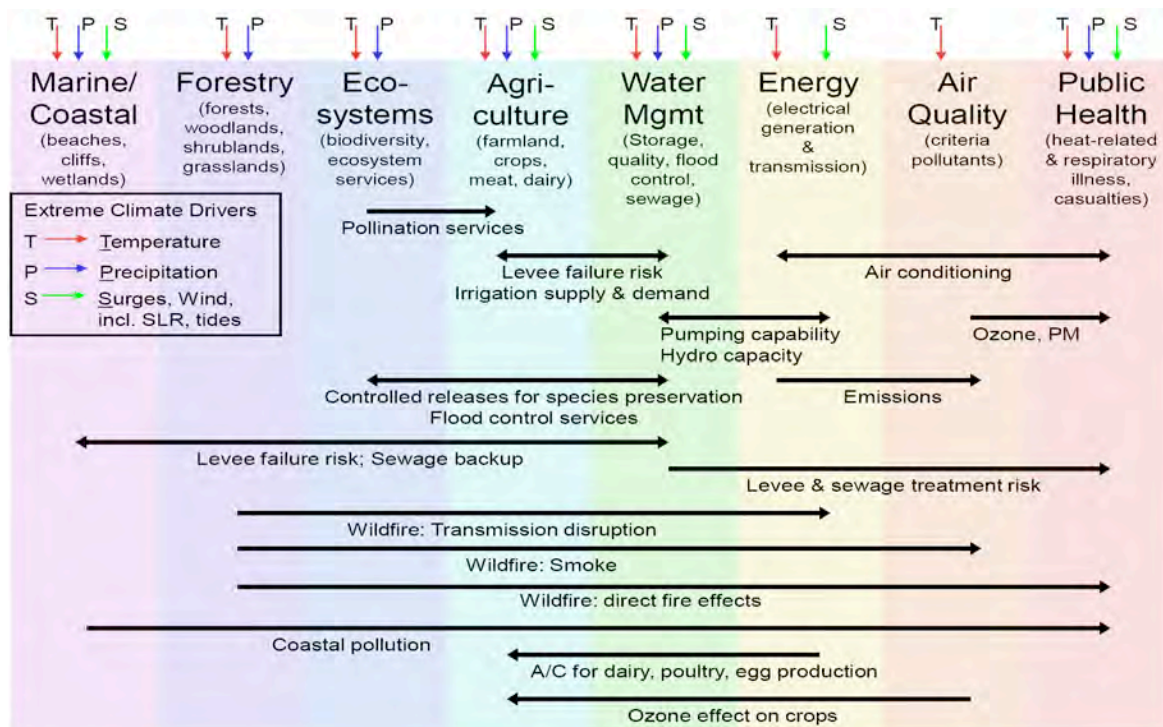 T P S
T P
T P
T P S
T P S
T S
T
T P S
Marine/
Coastal
(beaches,
cliffs,
wetlands)
Forestry
(forests,
woodlands,
shrublands,
grasslands)
Eco-
systems
(biodiversity,
ecosystem
services)
Agri-
culture
(farmland,
crops,
meat, dairy)
Water
Mgmt
(Storage,
quality, flood
control,
sewage)
Energy
(electrical
generation
&
transmission)
Air
Quality
(criteria
pollutants)
Public
Health
(heat-related
& respiratory
illness,
casualties)
Extreme Climate Drivers
T Temperature
P Precipitation
S Surges, Wind,
incl. SLR, tides
Pollination services
Levee failure risk
Irrigation supply & demand
Air conditioning
Pumping capability
Hydro capacity
Ozone, PM
Controlled releases for species preservation
Flood control services
Emissions
Levee failure risk; Sewage backup
Levee & sewage treatment risk
Wildfire: Transmission disruption
Wildfire: Smoke
Wildfire: direct fire effects
Coastal pollution
A/C for dairy, poultry, egg production
Ozone effect on crops